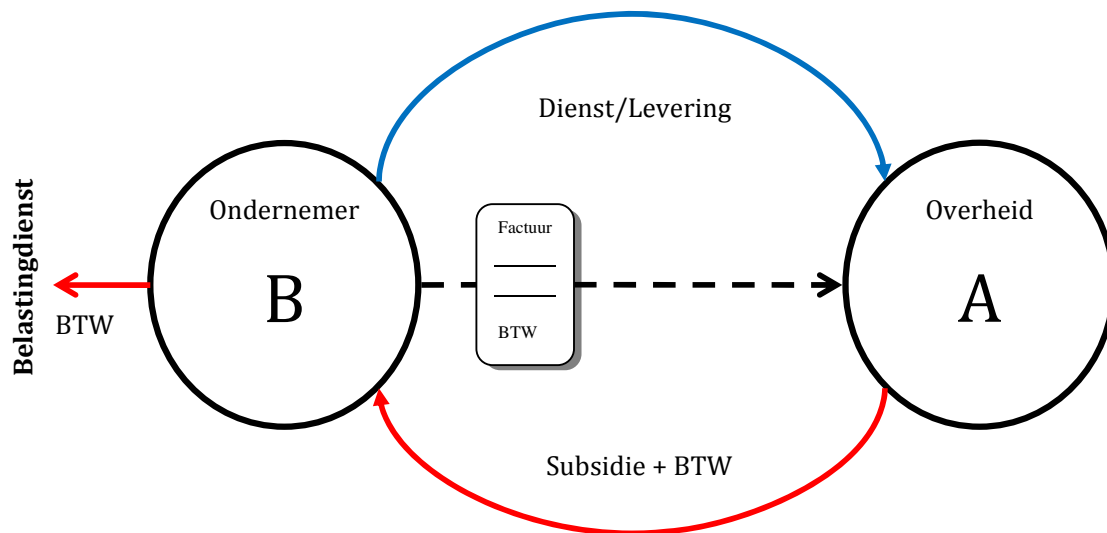 Dienst/Levering
Ondernemer
Overheid
Factuur
B
A
BTW
Belastingdienst
BTW
Subsidie + BTW